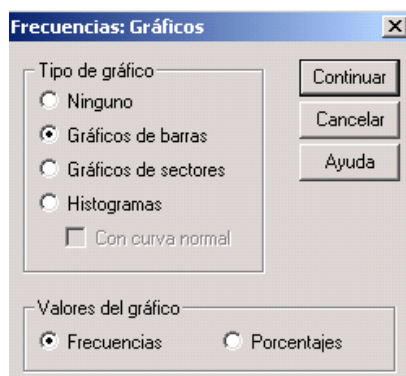 Frecuencias: Gráficos
Tipo de gráfico
Ninguno
Gráficos de barras
Gráficos de sectores
Histogramas
Con curva normal
Continuar
Cancelar
Ayuda
Valores del gráfico
Frecuencias
Porcentajes